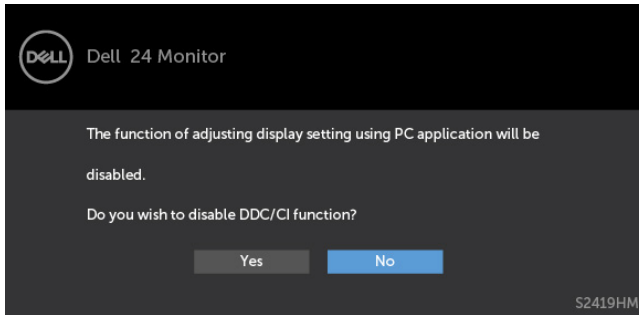 DELL
Dell 24 Monitor
The function of adjusting display setting using PC application will be
disabled.
Do you wish to disable DDC/CI function?
Yes
No
S2419HM